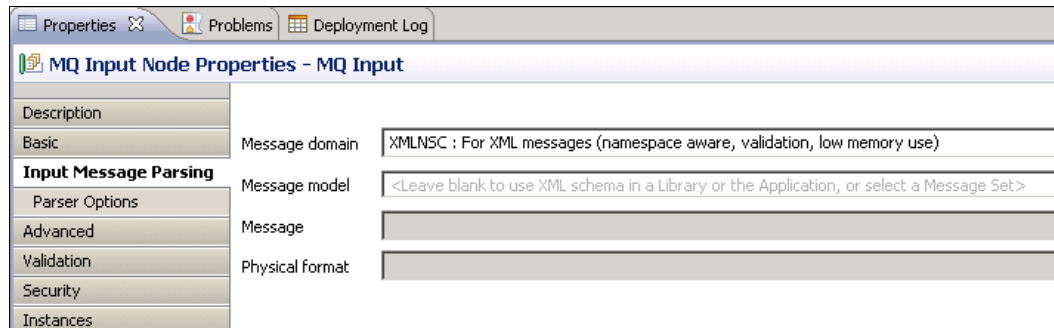 Properties Problems Deployment Log
MQ Input Node Properties - MQ Input
Description
Basic
Message domain XMLNSC : For XML messages (namespace aware, validation, low memory use)
Input Message Parsing
Message model <Leave blank to use XML schema in a Library or the Application, or select a Message Set>
Parser Options
Advanced
Message
Validation
Physical format
Security
Instances